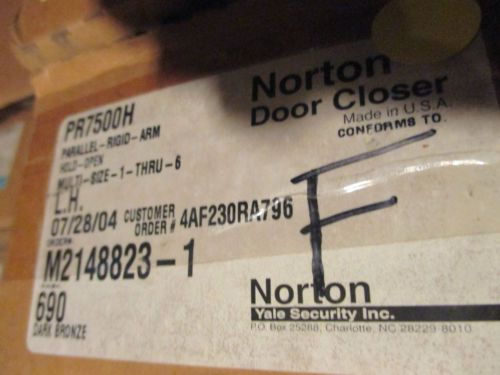 PR7500H
PARALLEL-RIGID-ARM
HOLD-OPEN
MULTI-SIZE-1-THRU-6
L.H.
07/28/04 CUSTOMER ORDER # 4AF230RA796
ORDER#
M2148823-1
690
DARK BRONZE
Norton
Door Closer
Made in U.S.A.
CONFORMS TO.
F
Norton
Yale Security Inc.
P.O. Box 25288, Charlotte, NC 28229-8010